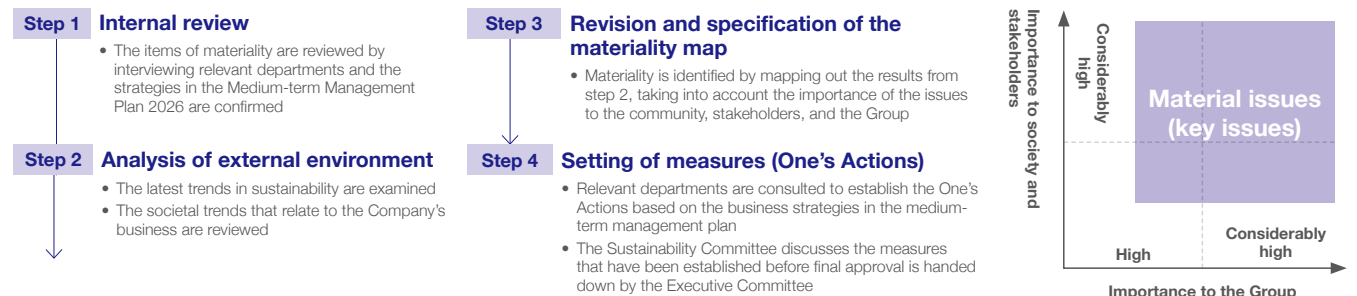 Step 1
Internal review
• The items of materiality are reviewed by
interviewing relevant departments and the
strategies in the Medium-term Management
Plan 2026 are confirmed
Step 2
Analysis of external environment
• The latest trends in sustainability are examined
• The societal trends that relate to the Company's
business are reviewed
Step 3
Revision and specification of the
materiality map
• Materiality is identified by mapping out the results from
step 2, taking into account the importance of the issues
to the community, stakeholders, and the Group
Step 4
Setting of measures (One's Actions)
• Relevant departments are consulted to establish the One's
Actions based on the business strategies in the medium-
term management plan
• The Sustainability Committee discusses the measures
that have been established before final approval is handed
down by the Executive Committee
Importance to society and
stakeholders
Considerably
high
Material issues
(key issues)
High
Considerably
high
Importance to the Group